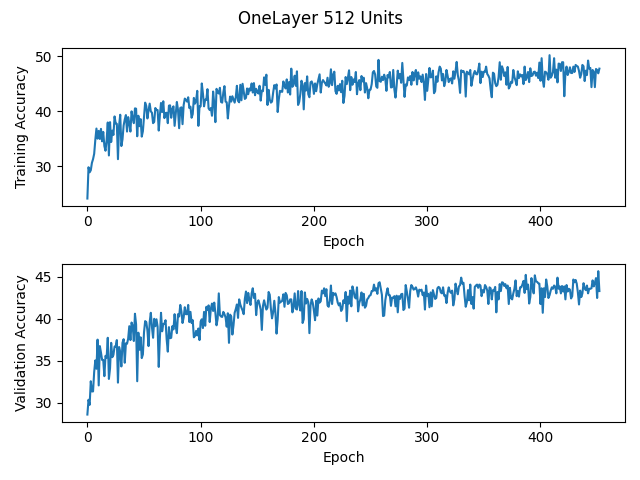 OneLayer 512 Units
50
40
30
Training Accuracy
0 100 200 300 400
Epoch
45
40
35
30
Validation Accuracy
0 100 200 300 400
Epoch